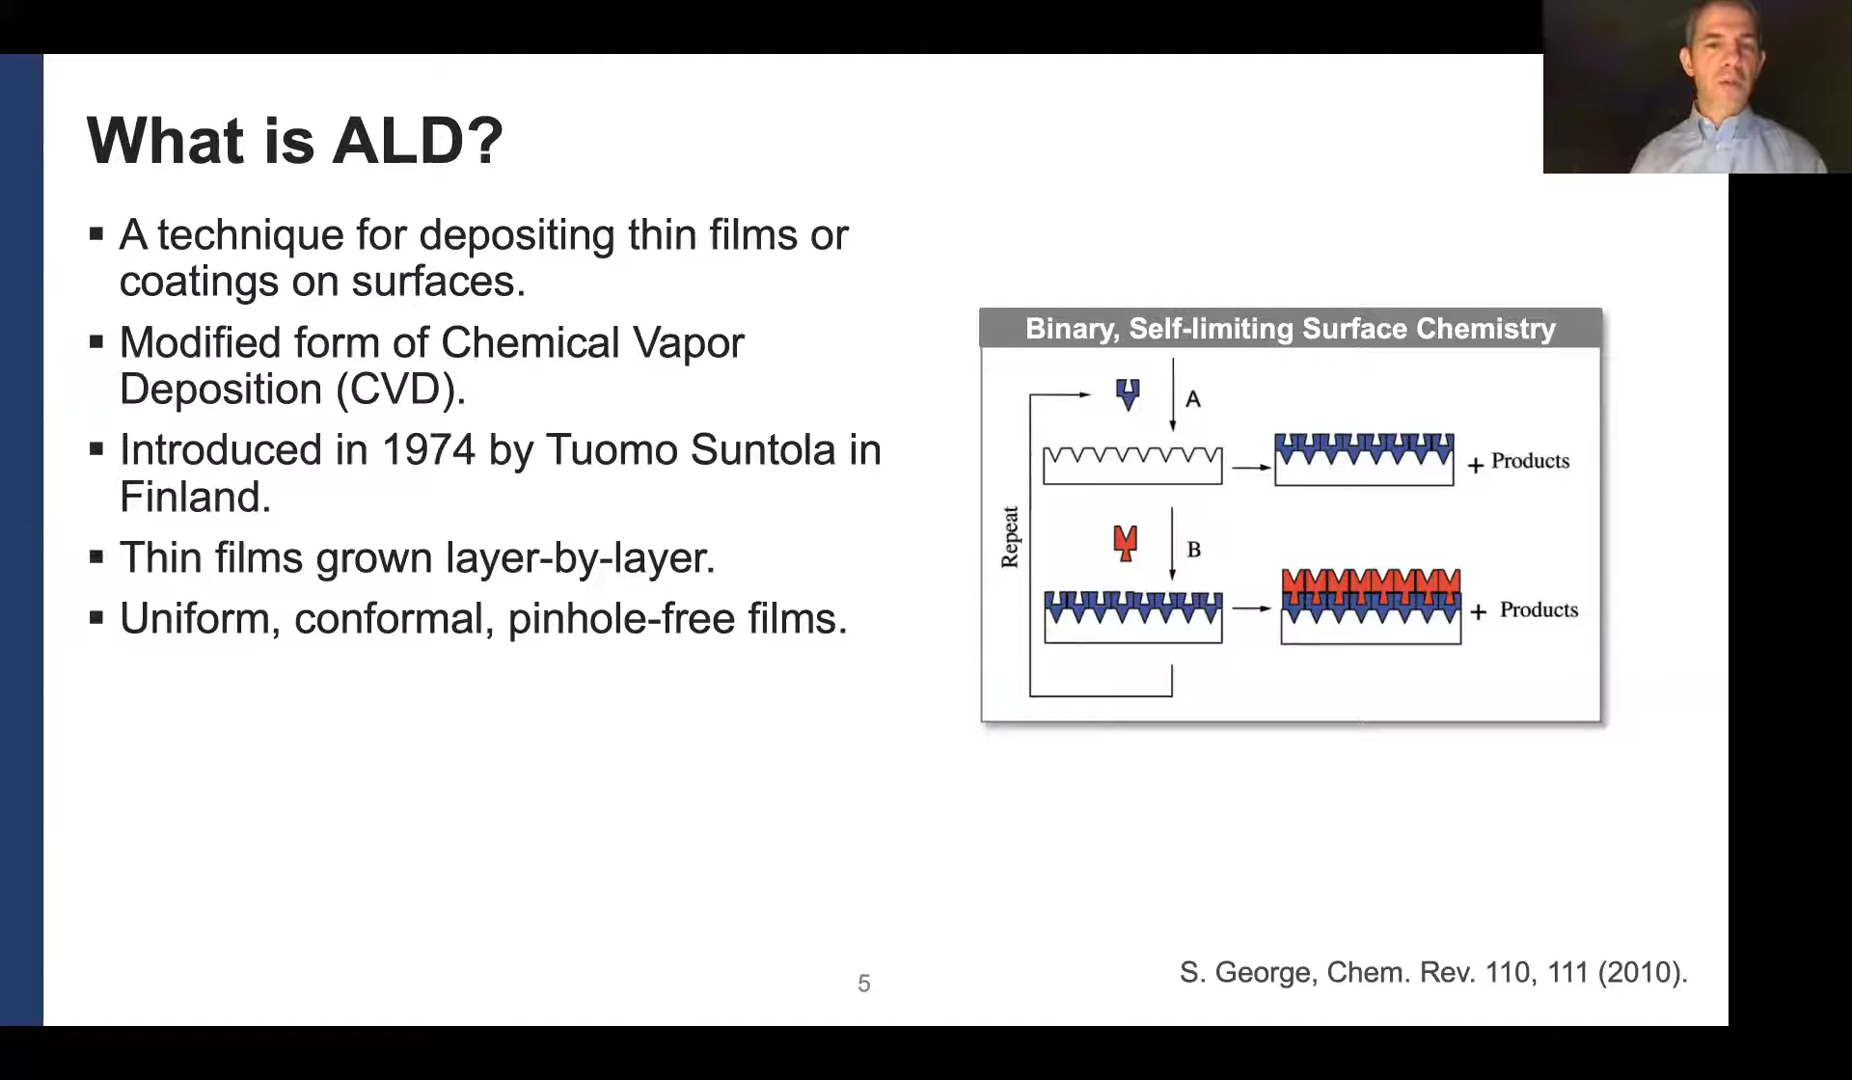 What is ALD?
▪ A technique for depositing thin films or
coatings on surfaces.
▪ Modified form of Chemical Vapor
Deposition (CVD).
▪ Introduced in 1974 by Tuomo Suntola in
Finland.
▪ Thin films grown layer-by-layer.
▪ Uniform, conformal, pinhole-free films.
Binary, Self-limiting Surface Chemistry
A
+ Products
Repeat
B
+ Products
5
S. George, Chem. Rev. 110, 111 (2010).